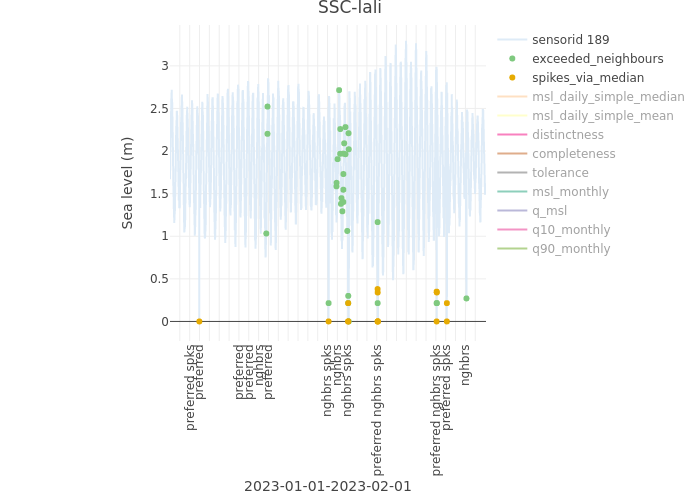 SSC-lali
3
2.5
2
1.5
1
0.5
0
Sea level (m)
sensorid 189
exceeded_neighbours
spikes_via_median
msl_daily_simple_median
msl_daily_simple_mean
distinctness
completeness
tolerance
msl_monthly
q_msl
q10_monthly
q90_monthly
preferred spks
preferred
preferred
preferred
nghbrs
preferred
nghbrs spks
nghbrs
nghbrs spks
preferred nghbrs spks
preferred nghbrs spks
preferred spks
nghbrs
2023-01-01-2023-02-01